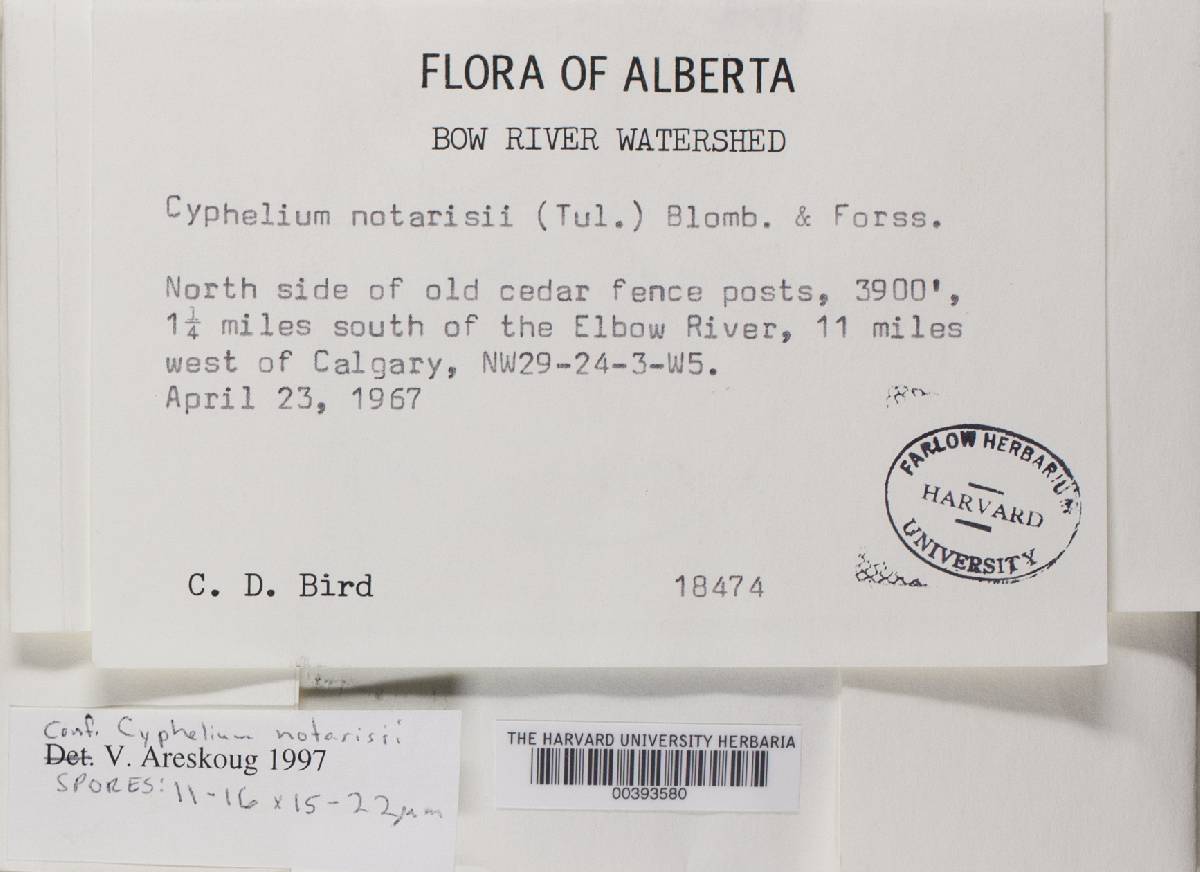 FLORA OF ALBERTA
BOW RIVER WATERSHED
Cyphelium notarisii (Tul.) Blomb. & Forss.
North side of old cedar fence posts, 3900',
1¼ miles south of the Elbow River, 11 miles
west of Calgary, NW29-24-3-W5.
April 23, 1967
FARLOW HERBARIUM
HARVARD
UNIVERSITY
C. D. Bird 18474
Conf. Cyphelium notarisii
Det. V. Areskoug 1997
SPORES: 11-16 x 15-22µm
THE HARVARD UNIVERSITY HERBARIA
00393580